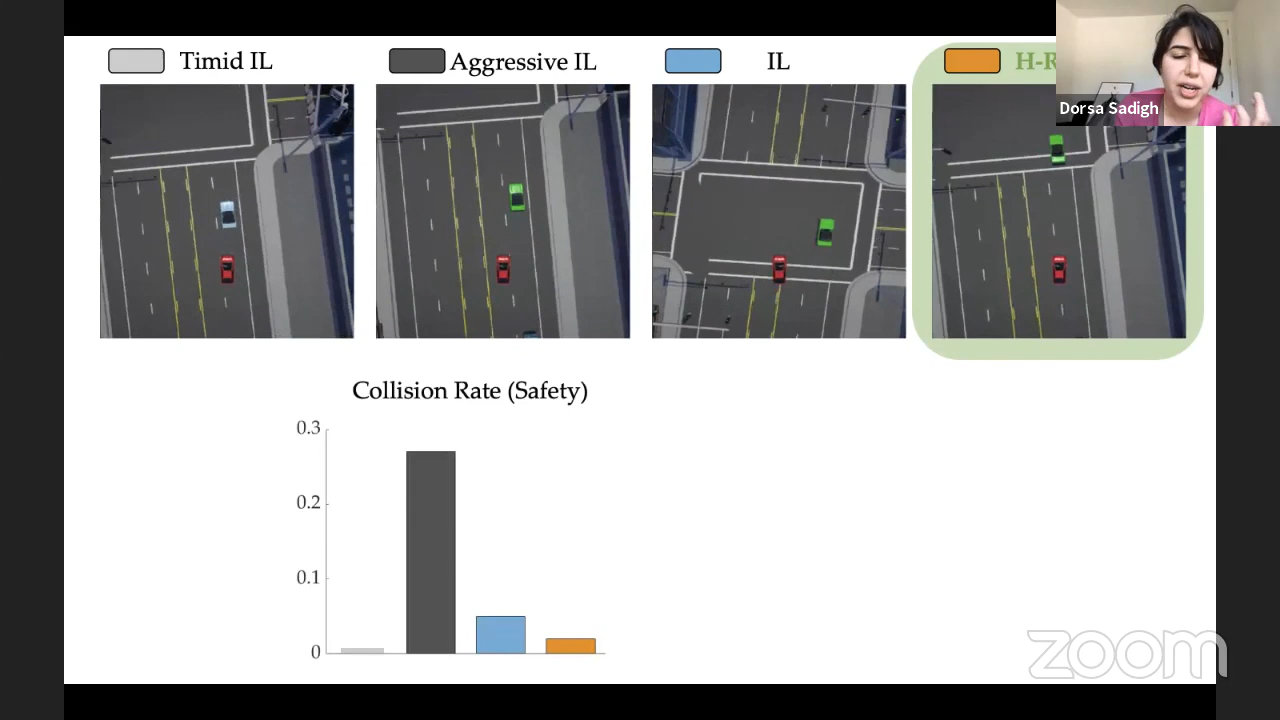 Timid IL
Aggressive IL
IL
H-R
Dorsa Sadigh
Collision Rate (Safety)
0.3
0.2
0.1
0
zoom